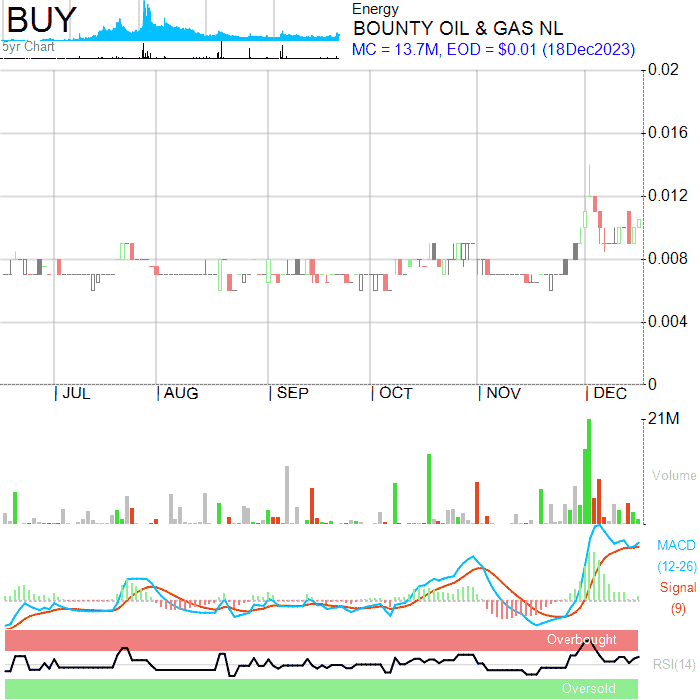 BUY
5yr Chart
Energy
BOUNTY OIL & GAS NL
MC = 13.7M, EOD = $0.01 (18Dec2023)
0.02
0.016
0.012
0.008
0.004
0
JUL AUG SEP OCT NOV DEC
21M
Volume
MACD
(12-26)
Signal
(9)
Overbought
RSI(14)
Oversold